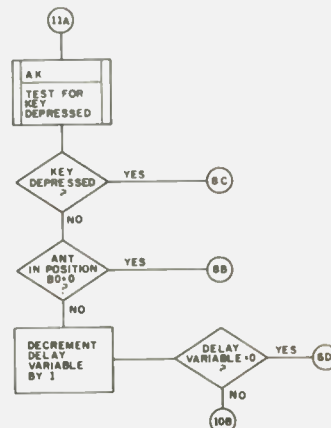 11A
AK
TEST FOR
KEY
DEPRESSED
KEY
DEPRESSED
?
YES
8C
NO
ANT
IN POSITION
B0=0
?
YES
8B
NO
DECREMENT
DELAY
VARIABLE
BY 1
DELAY
VARIABLE=0
?
YES
8D
NO
10B